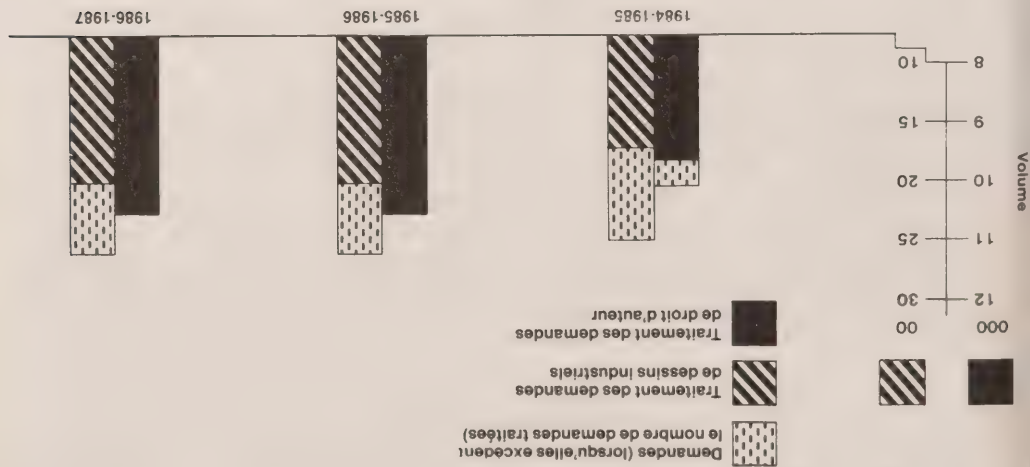 Demandes (lorsqu'elles excèdent
le nombre de demandes traitées)
Traitement des demandes
de dessins industriels
Traitement des demandes
de droit d'auteur
000 00
12 30
11 25
10 20
9 15
8 10
Volume
1984-1985 1985-1986 1986-1987